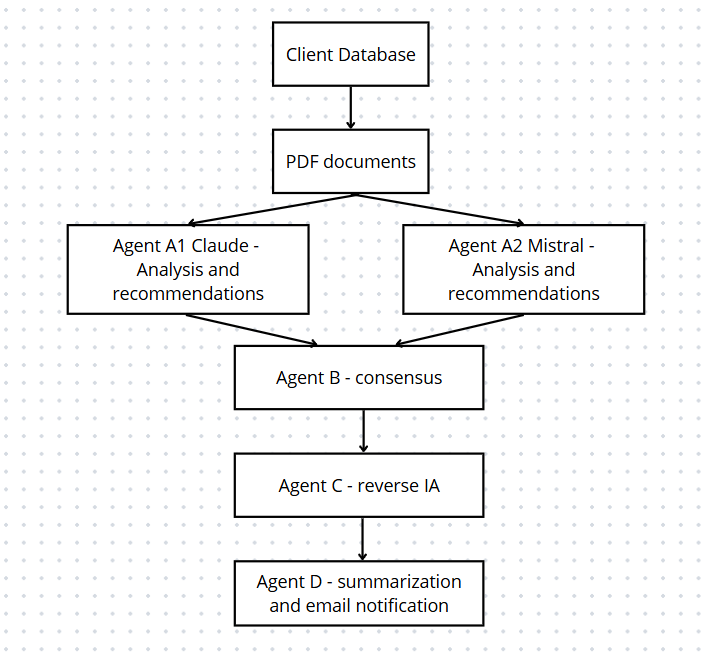 Client Database
PDF documents
Agent A1 Claude -
Analysis and
recommendations
Agent A2 Mistral -
Analysis and
recommendations
Agent B - consensus
Agent C - reverse IA
Agent D - summarization
and email notification